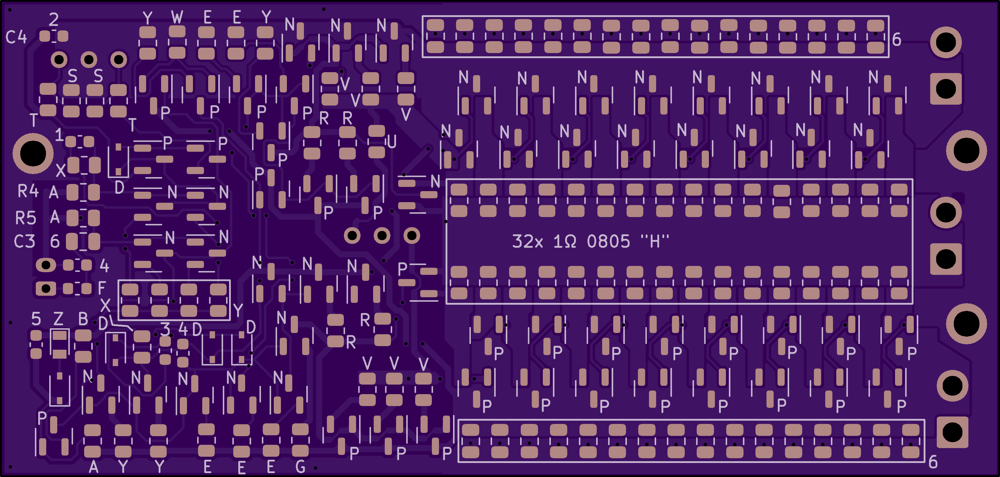 2 Y W E E Y N N N
C4 6
S S V N N N N N N N N
V
P P P P V
T T R R
1 P P U N N N N N N N N
X P
D P N
R4 A N N
R5 A P P
C3 6 N N 32x 1Ω 0805 "H"
4 N N N P
F
X Y
5 Z B D 3 4 D D N R
R P P P P P P P P
V V V
N N N N N
P P P P P P P P
P
P P P
A Y Y E E E G 6